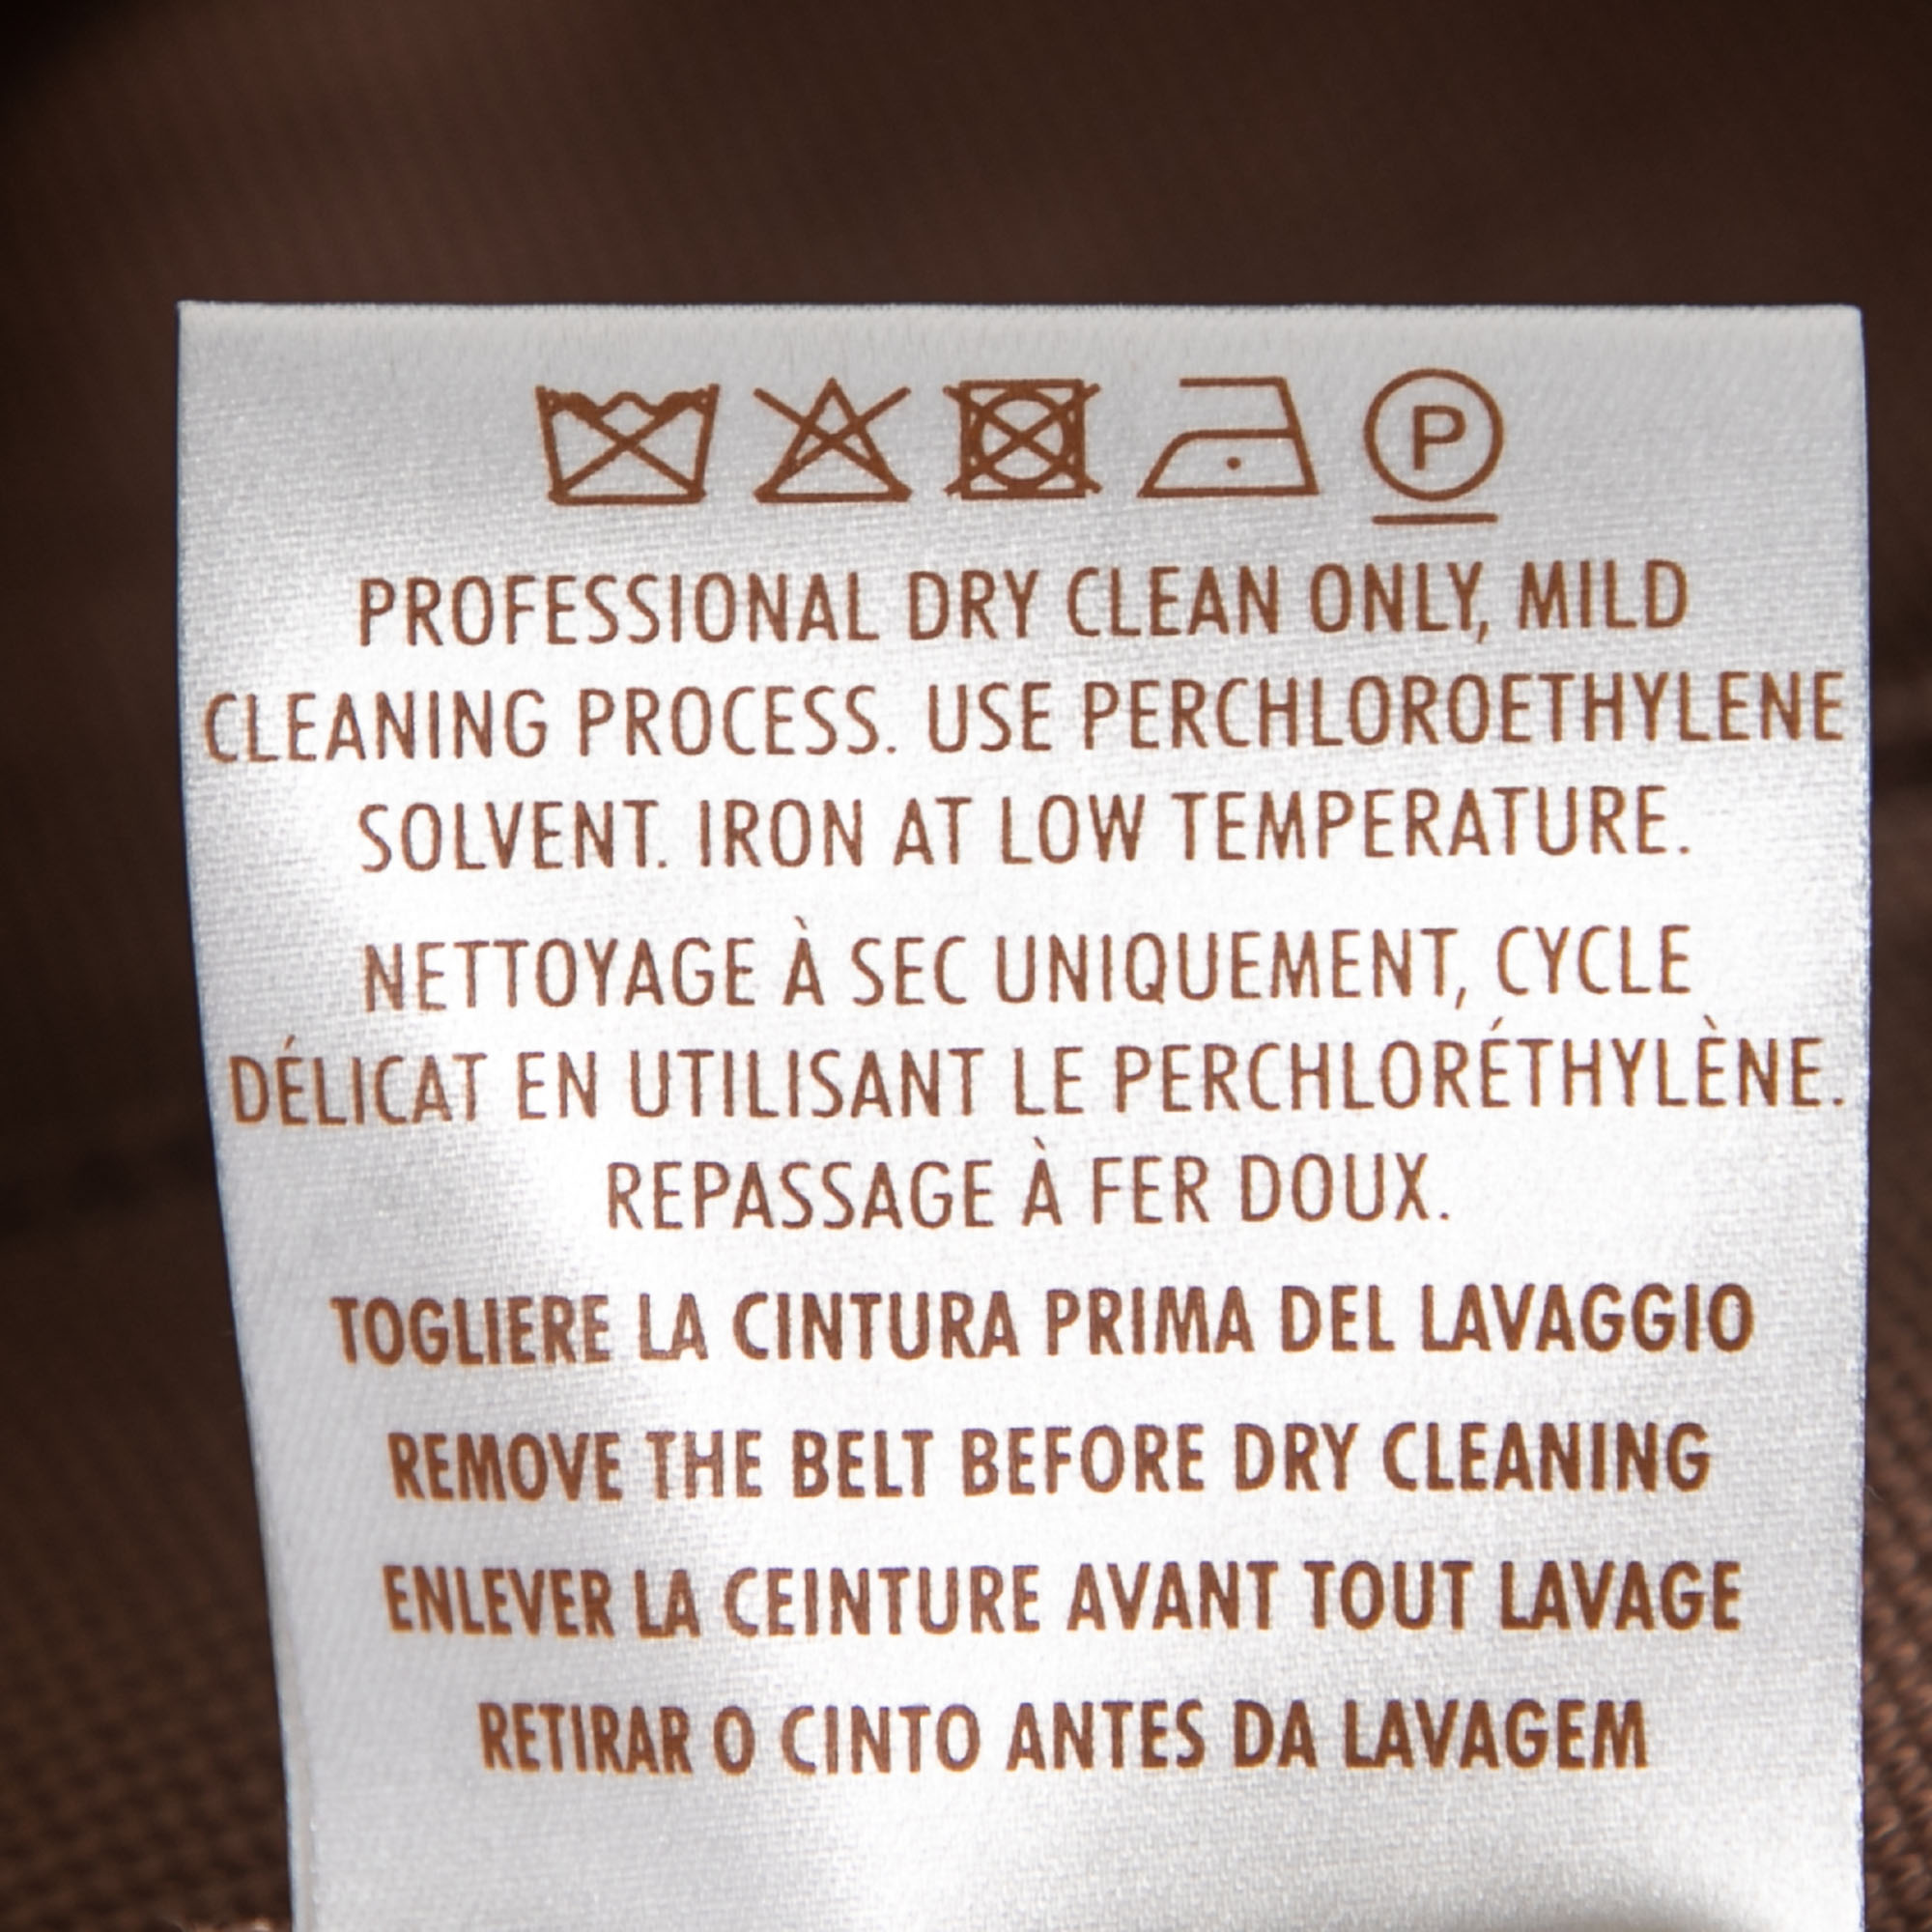 P
PROFESSIONAL DRY CLEAN ONLY, MILD
CLEANING PROCESS. USE PERCHLOROETHYLENE
SOLVENT. IRON AT LOW TEMPERATURE.
NETTOYAGE À SEC UNIQUEMENT, CYCLE
DÉLICAT EN UTILISANT LE PERCHLORÉTHYLÈNE.
REPASSAGE À FER DOUX.
TOGLIERE LA CINTURA PRIMA DEL LAVAGGIO
REMOVE THE BELT BEFORE DRY CLEANING
ENLEVER LA CEINTURE AVANT TOUT LAVAGE
RETIRAR O CINTO ANTES DA LAVAGEM